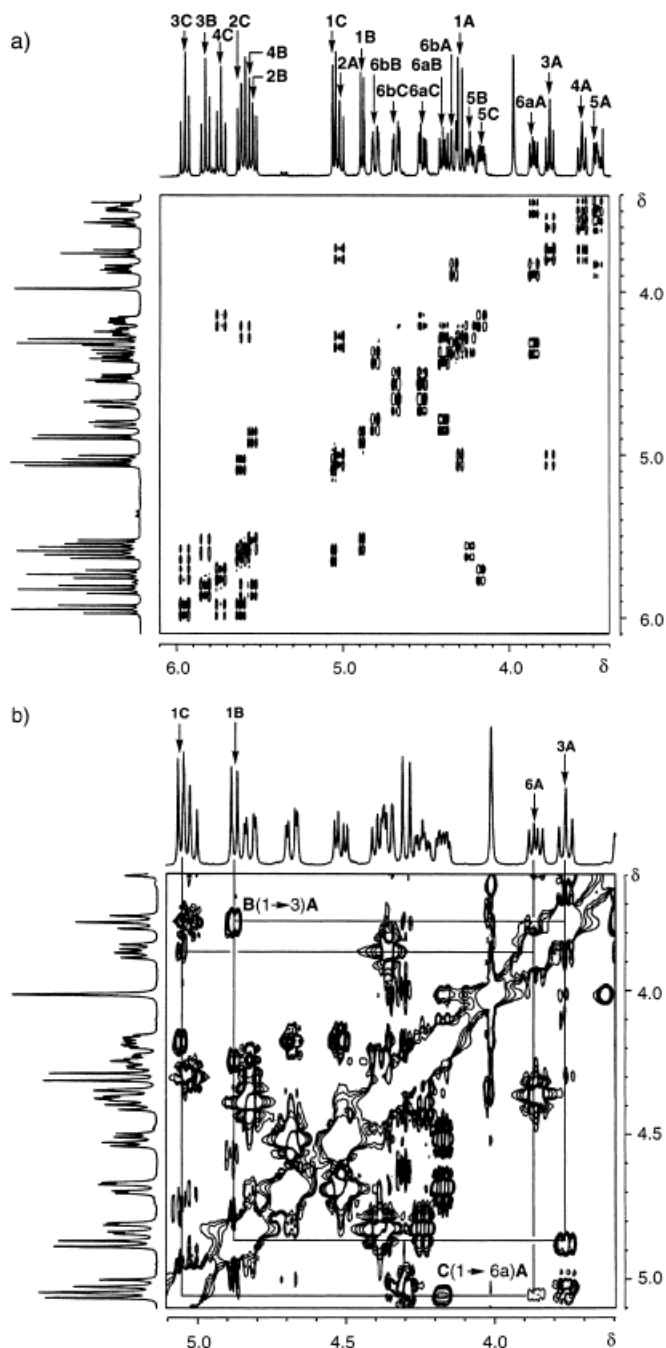 a)
3C 3B 2C 1C 1B 6bA 1A
4C 4B 2A 6bB 6aB 3A
2B 6bC 6aC 5B 6aA 4A
5C 5A
δ
4.0
5.0
6.0
6.0 5.0 4.0 δ
b)
1C 1B 3A
6A
δ
B(1→3)A
4.0
4.5
C(1→ 6a)A
5.0
5.0 4.5 4.0 δ